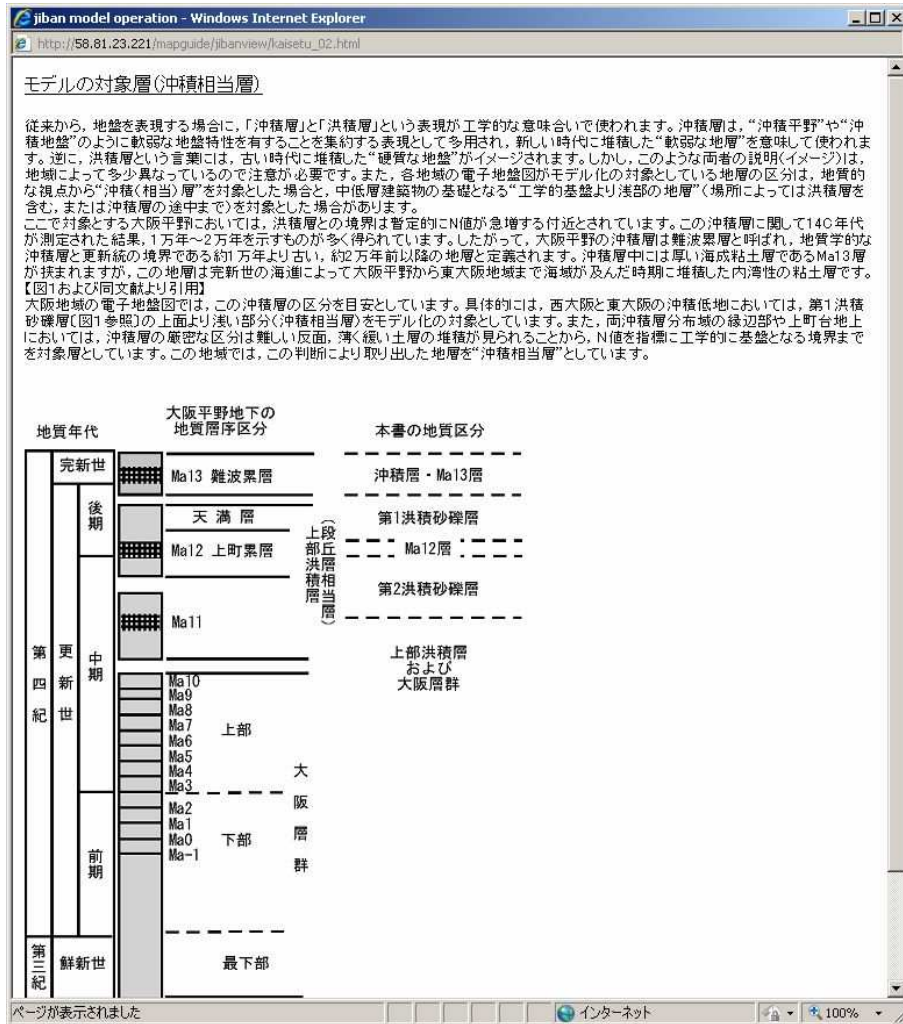 jiban model operation - Windows Internet Explorer
http://58.81.23.221/mapguide/jibanview/kaisetu_02.html
モデルの対象層(沖積相当層)
従来から，地盤を表現する場合に，「沖積層」と「洪積層」という表現が工学的な意味合いで使われます。沖積層は，“沖積平野”や“沖
積地盤”のように軟弱な地盤特性を有することを集約する表現として多用され，新しい時代に堆積した“軟弱な地層”を意味して使われま
す。逆に，洪積層という言葉には，古い時代に堆積した“硬質な地盤”がイメージされます。しかし，このような両者の説明(イメージ)は，
地域によって多少異なっているので注意が必要です。また，各地域の電子地盤図がモデル化の対象としている地層の区分は，地質的
な視点から“沖積(相当)層”を対象とした場合と，中低層建築物の基礎となる“工学的基盤より浅部の地層”(場所によっては洪積層を
含む，または沖積層の途中まで)を対象とした場合があります。
ここで対象とする大阪平野においては，洪積層との境界は暫定的にN値が急増する付近とされています。この沖積層に関して14C年代
が測定された結果，1万年～2万年を示すものが多く得られています。したがって，大阪平野の沖積層は難波累層と呼ばれ，地質学的な
沖積層と更新統の境界である約1万年より古い，約2万年前以降の地層と定義されます。沖積層中には厚い海成粘土層であるMa13層
が挟まれますが，この地層は完新世の海進によって大阪平野から東大阪地域まで海域が及んだ時期に堆積した内湾性の粘土層です。
【図1および同文献より引用】
大阪地域の電子地盤図では，この沖積層の区分を目安としています。具体的には，西大阪と東大阪の沖積低地においては，第1洪積
砂礫層[図1参照]の上面より浅い部分(沖積相当層)をモデル化の対象としています。また，両沖積層分布域の縁辺部や上町台地上
においては，沖積層の厳密な区分は難しい反面，薄く緩い土層の堆積が見られることから，N値を指標に工学的に基盤となる境界まで
を対象層としています。この地域では，この判断により取り出した地層を“沖積相当層”としています。
地質年代
大阪平野地下の
地質層序区分
本書の地質区分
第四紀
完新世
更新世
後期
中期
前期
第三紀
鮮新世
Ma13 難波累層
天満層
Ma12 上町累層
Ma11
上部洪積層
(段丘層相当層)
Ma10
Ma9
Ma8
Ma7
Ma6
Ma5
Ma4
Ma3
上部
Ma2
Ma1
Ma0
Ma-1
下部
大阪層群
最下部
沖積層・Ma13層
第1洪積砂礫層
Ma12層
第2洪積砂礫層
上部洪積層
および
大阪層群
ページが表示されました
インターネット
100%